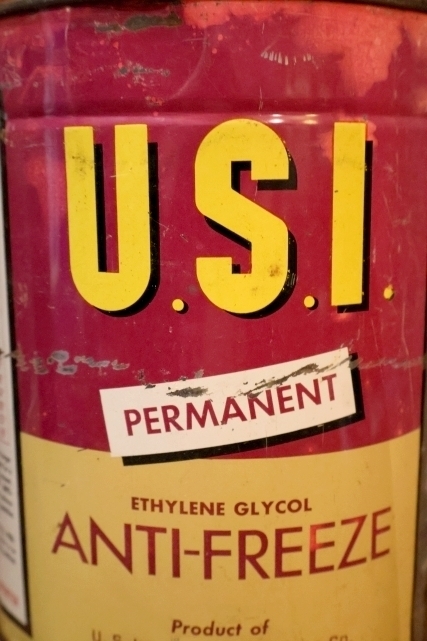 U.S.I.
PERMANENT
ETHYLENE GLYCOL
ANTI-FREEZE
Product of